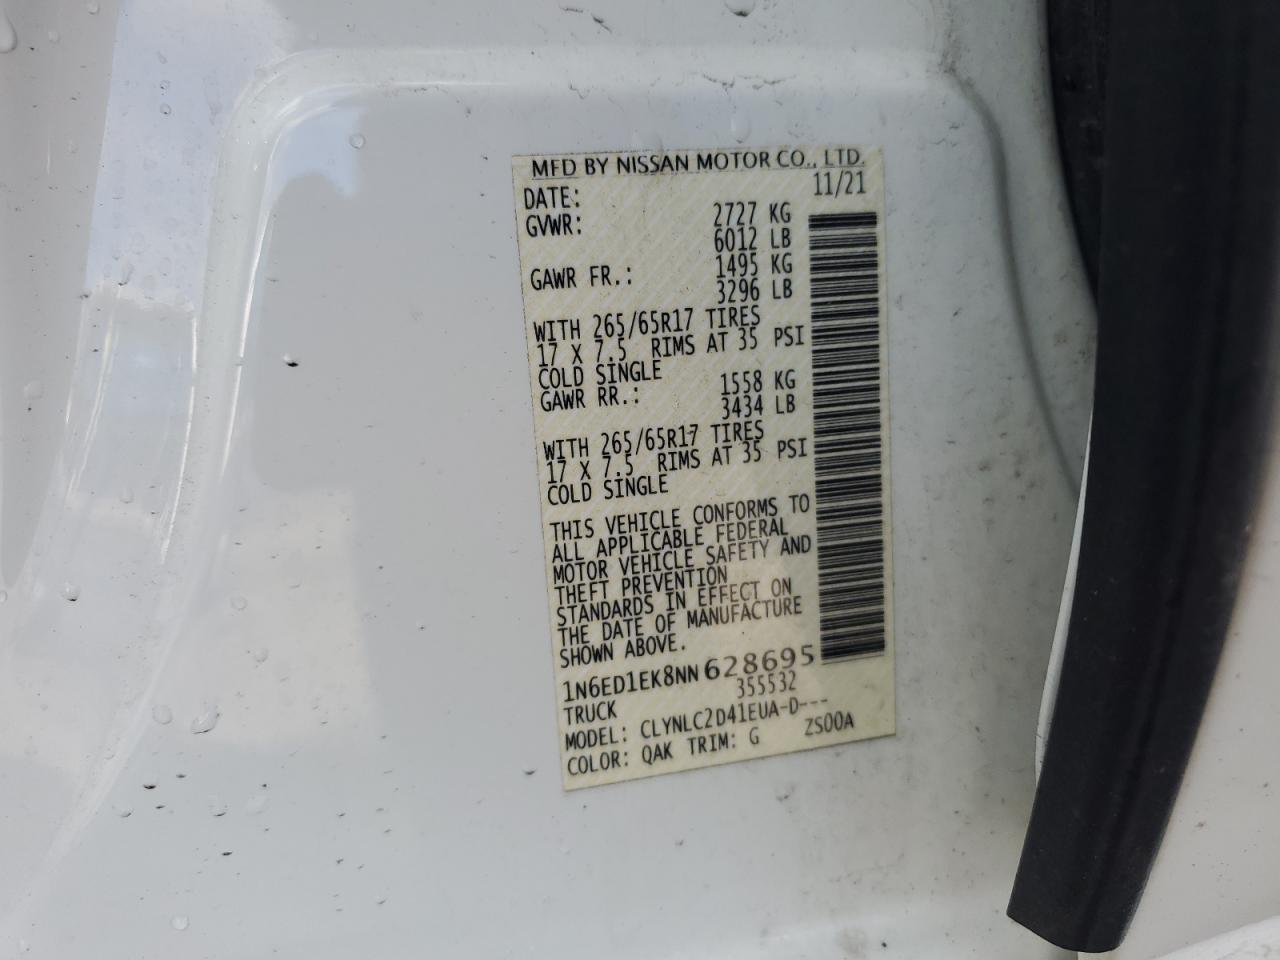 MFD BY NISSAN MOTOR CO., LTD.
DATE: 11/21
GVWR: 2727 KG
6012 LB
GAWR FR.: 1495 KG
3296 LB
WITH 265/65R17 TIRES
17 X 7.5 RIMS AT 35 PSI
COLD SINGLE
GAWR RR.: 1558 KG
3434 LB
WITH 265/65R17 TIRES
17 X 7.5 RIMS AT 35 PSI
COLD SINGLE
THIS VEHICLE CONFORMS TO
ALL APPLICABLE FEDERAL
MOTOR VEHICLE SAFETY AND
THEFT PREVENTION
STANDARDS IN EFFECT ON
THE DATE OF MANUFACTURE
SHOWN ABOVE.
1N6ED1EK8NN628695
TRUCK 355532
MODEL: CLYNLC2D41EUA-D---
COLOR: QAK TRIM: G ZS00A